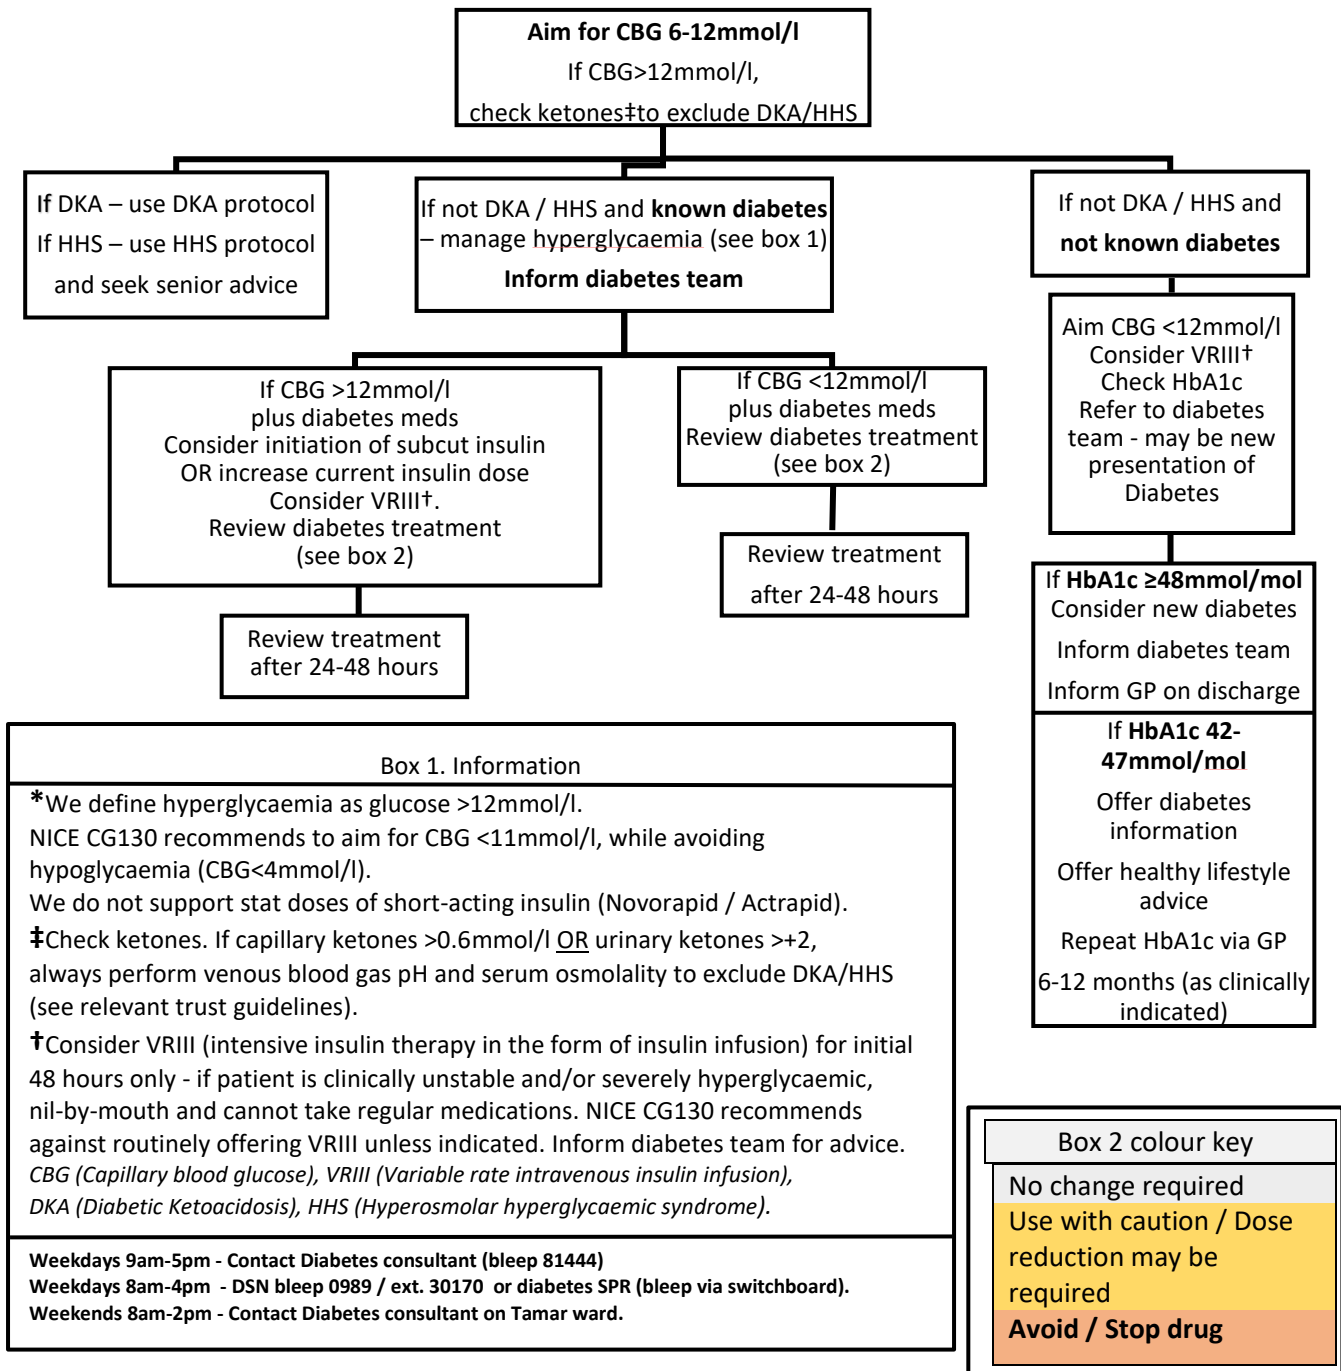 Aim for CBG 6-12mmol/l
If CBG>12mmol/l,
check ketones‡to exclude DKA/HHS
If DKA – use DKA protocol
If HHS – use HHS protocol
and seek senior advice
If not DKA / HHS and known diabetes
– manage hyperglycaemia (see box 1)
Inform diabetes team
If not DKA / HHS and
not known diabetes
If CBG >12mmol/l
plus diabetes meds
Consider initiation of subcut insulin
OR increase current insulin dose
Consider VRIII†.
Review diabetes treatment
(see box 2)
Review treatment
after 24-48 hours
If CBG <12mmol/l
plus diabetes meds
Review diabetes treatment
(see box 2)
Review treatment
after 24-48 hours
Aim CBG <12mmol/l
Consider VRIII†
Check HbA1c
Refer to diabetes
team - may be new
presentation of
Diabetes
If HbA1c ≥48mmol/mol
Consider new diabetes
Inform diabetes team
Inform GP on discharge
If HbA1c 42-
47mmol/mol
Offer diabetes
information
Offer healthy lifestyle
advice
Repeat HbA1c via GP
6-12 months (as clinically
indicated)
Box 1. Information
*We define hyperglycaemia as glucose >12mmol/l.
NICE CG130 recommends to aim for CBG <11mmol/l, while avoiding
hypoglycaemia (CBG<4mmol/l).
We do not support stat doses of short-acting insulin (Novorapid / Actrapid).
‡Check ketones. If capillary ketones >0.6mmol/l OR urinary ketones >+2,
always perform venous blood gas pH and serum osmolality to exclude DKA/HHS
(see relevant trust guidelines).
†Consider VRIII (intensive insulin therapy in the form of insulin infusion) for initial
48 hours only - if patient is clinically unstable and/or severely hyperglycaemic,
nil-by-mouth and cannot take regular medications. NICE CG130 recommends
against routinely offering VRIII unless indicated. Inform diabetes team for advice.
CBG (Capillary blood glucose), VRIII (Variable rate intravenous insulin infusion),
DKA (Diabetic Ketoacidosis), HHS (Hyperosmolar hyperglycaemic syndrome).
Weekdays 9am-5pm - Contact Diabetes consultant (bleep 81444)
Weekdays 8am-4pm - DSN bleep 0989 / ext. 30170 or diabetes SPR (bleep via switchboard).
Weekends 8am-2pm - Contact Diabetes consultant on Tamar ward.
Box 2 colour key
No change required
Use with caution / Dose
reduction may be
required
Avoid / Stop drug